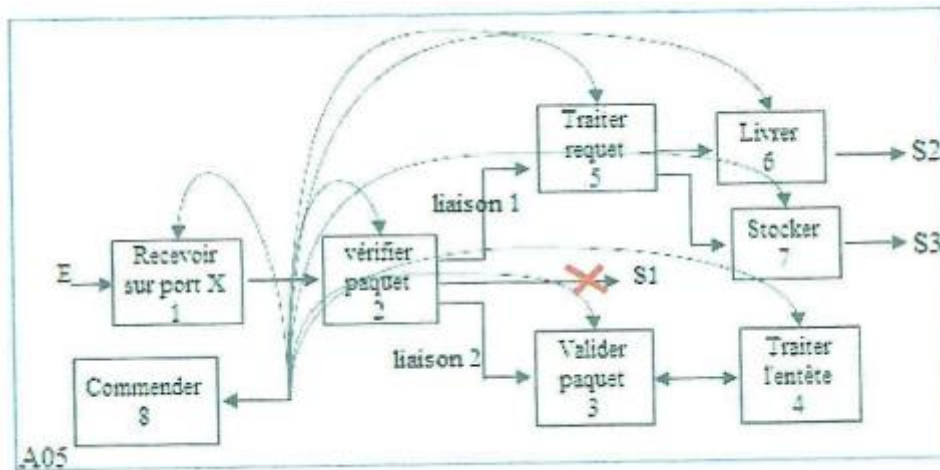 Traiter
requet
5
Livrer
6
S2
liaison 1
Stocker
7
S3
E
Recevoir
sur port X
1
vérifier
paquet
2
S1
liaison 2
Valider
paquet
3
Traiter
l'entête
4
Commender
8
A05